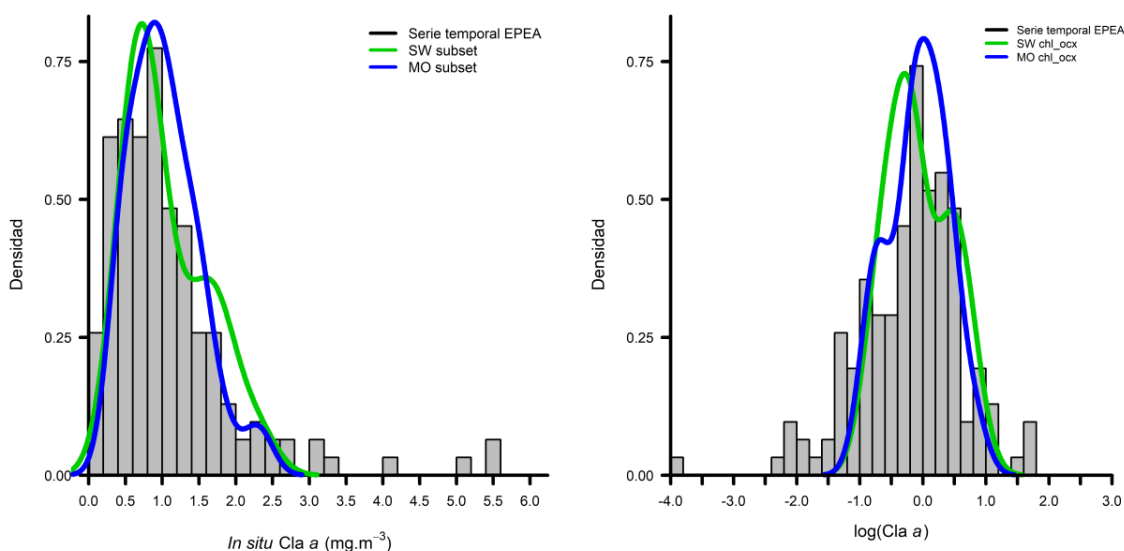 Serie temporal EPEA
SW subset
MO subset
Densidad
0.75
0.50
0.25
0.00
0.0 0.5 1.0 1.5 2.0 2.5 3.0 3.5 4.0 4.5 5.0 5.5 6.0
In situ Cla a (mg.m⁻³)
Serie temporal EPEA
SW chl_ocx
MO chl_ocx
Densidad
0.75
0.50
0.25
0.00
-4.0 -3.0 -2.0 -1.0 0.0 1.0 2.0 3.0
log(Cla a)